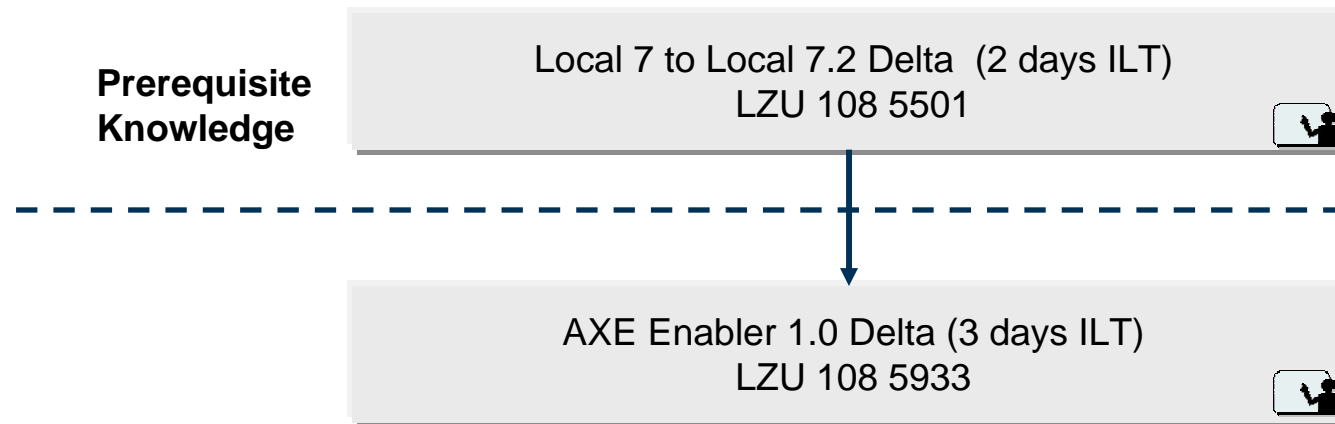 Prerequisite
Knowledge
Local 7 to Local 7.2 Delta  (2 days ILT)
LZU 108 5501
AXE Enabler 1.0 Delta (3 days ILT)
LZU 108 5933